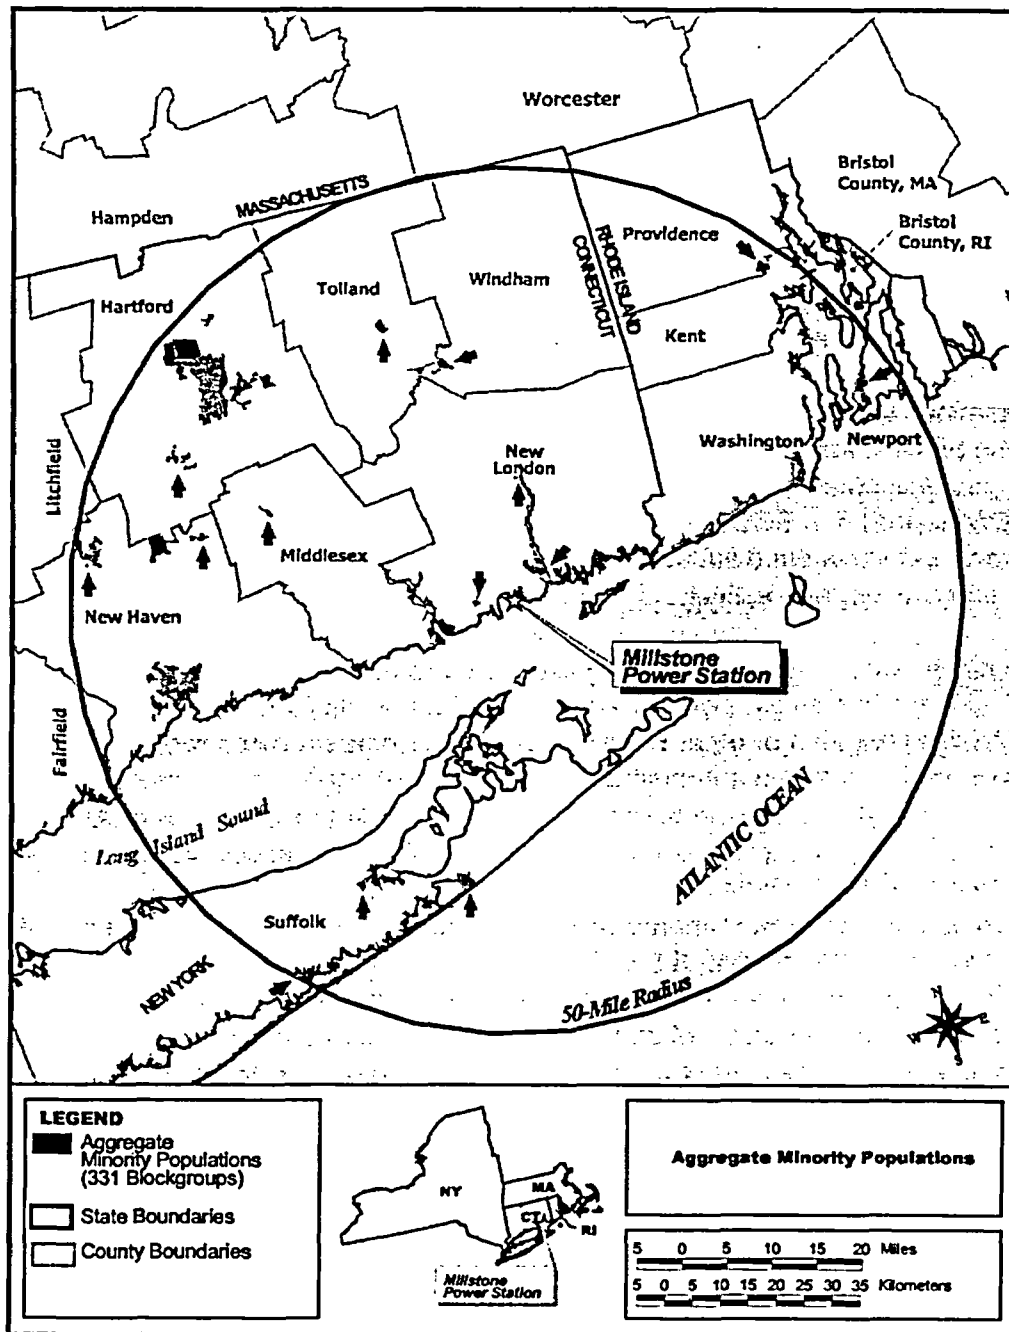 Worcester
Bristol
County, MA
MASSACHUSETTS
Hampden
Bristol
County, RI
Providence
RHODE ISLAND
CONNECTICUT
Windham
Tolland
Hartford
Kent
Litchfield
Washington
Newport
New
London
Middlesex
New Haven
Millstone
Power Station
Fairfield
Long Island Sound
ATLANTIC OCEAN
Suffolk
NEW YORK
50-Mile Radius
N
W
E
S
LEGEND
Aggregate
Minority Populations
(331 Blockgroups)
State Boundaries
County Boundaries
NY
MA
CT
RI
Millstone
Power Station
Aggregate Minority Populations
5 0 5 10 15 20 Miles
5 0 5 10 15 20 25 30 35 Kilometers